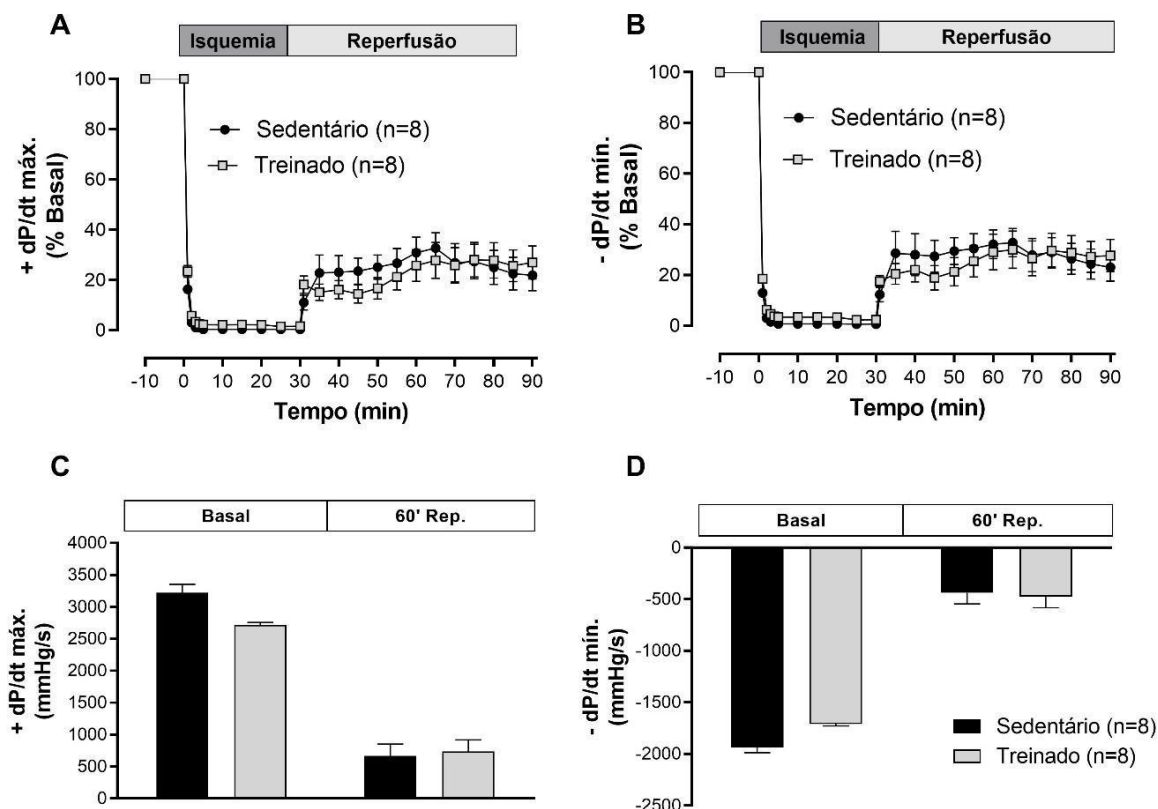 A
Isquemia Reperfusão
+ dP/dt máx.
(% Basal)
100
80
60
40
20
0
Sedentário (n=8)
Treinado (n=8)
-10 0 10 20 30 40 50 60 70 80 90
Tempo (min)
B
Isquemia Reperfusão
- dP/dt mín.
(% Basal)
100
80
60
40
20
0
Sedentário (n=8)
Treinado (n=8)
-10 0 10 20 30 40 50 60 70 80 90
Tempo (min)
C
Basal 60' Rep.
+ dP/dt máx.
(mmHg/s)
4000
3500
3000
2500
2000
1500
1000
500
0
D
Basal 60' Rep.
- dP/dt mín.
(mmHg/s)
0
-500
-1000
-1500
-2000
-2500
Sedentário (n=8)
Treinado (n=8)